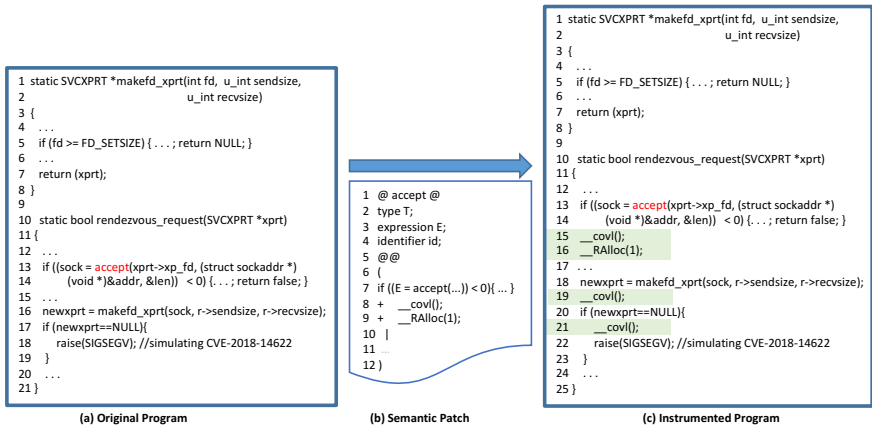 1 static SVCXPRT *makefd_xprt(int fd, u_int sendsize,
2 u_int recvsize)
3 {
4 . . .
5 if (fd >= FD_SETSIZE) { . . . ; return NULL; }
6 . . .
7 return (xprt);
8 }
9
10 static bool rendezvous_request(SVCXPRT *xprt)
11 {
12 . . .
13 if ((sock = accept(xprt->xp_fd, (struct sockaddr *)
14 (void *)&addr, &len)) < 0) {. . . ; return false; }
15 . . .
16 newxprt = makefd_xprt(sock, r->sendsize, r->recvsize);
17 if (newxprt==NULL){
18 raise(SIGSEGV); //simulating CVE-2018-14622
19 }
20 . . .
21 }
(a) Original Program
1 @ accept @
2 type T;
3 expression E;
4 identifier id;
5 @@
6 (
7 if ((E = accept(...)) < 0){ ... }
8 + __covl();
9 + __RAlloc(1);
10 |
11 ...
12 )
(b) Semantic Patch
1 static SVCXPRT *makefd_xprt(int fd, u_int sendsize,
2 u_int recvsize)
3 {
4 . . .
5 if (fd >= FD_SETSIZE) { . . . ; return NULL; }
6 . . .
7 return (xprt);
8 }
9
10 static bool rendezvous_request(SVCXPRT *xprt)
11 {
12 . . .
13 if ((sock = accept(xprt->xp_fd, (struct sockaddr *)
14 (void *)&addr, &len)) < 0) {. . . ; return false; }
15 __covl();
16 __RAlloc(1);
17 . . .
18 newxprt = makefd_xprt(sock, r->sendsize, r->recvsize);
19 __covl();
20 if (newxprt==NULL){
21 __covl();
22 raise(SIGSEGV); //simulating CVE-2018-14622
23 }
24 . . .
25 }
(c) Instrumented Program